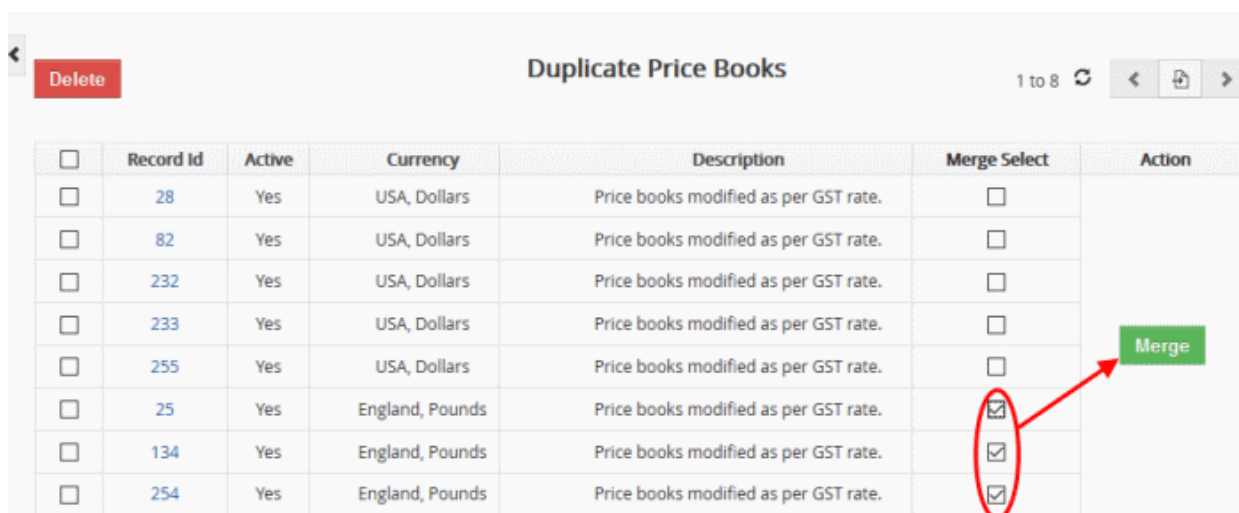 Delete
Duplicate Price Books
1 to 8
Record Id Active Currency Description Merge Select Action
28 Yes USA, Dollars Price books modified as per GST rate.
82 Yes USA, Dollars Price books modified as per GST rate.
232 Yes USA, Dollars Price books modified as per GST rate.
233 Yes USA, Dollars Price books modified as per GST rate.
Merge
255 Yes USA, Dollars Price books modified as per GST rate.
25 Yes England, Pounds Price books modified as per GST rate.
134 Yes England, Pounds Price books modified as per GST rate.
254 Yes England, Pounds Price books modified as per GST rate.